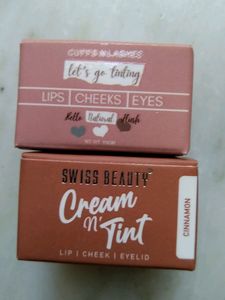 CUFFS N LASHES
let's go tinting
LIPS | CHEEKS | EYES
Hello Natural flush
SWISS BEAUTY
Cream
N'
Tint
LIP | CHEEK | EYELID
CINNAMON